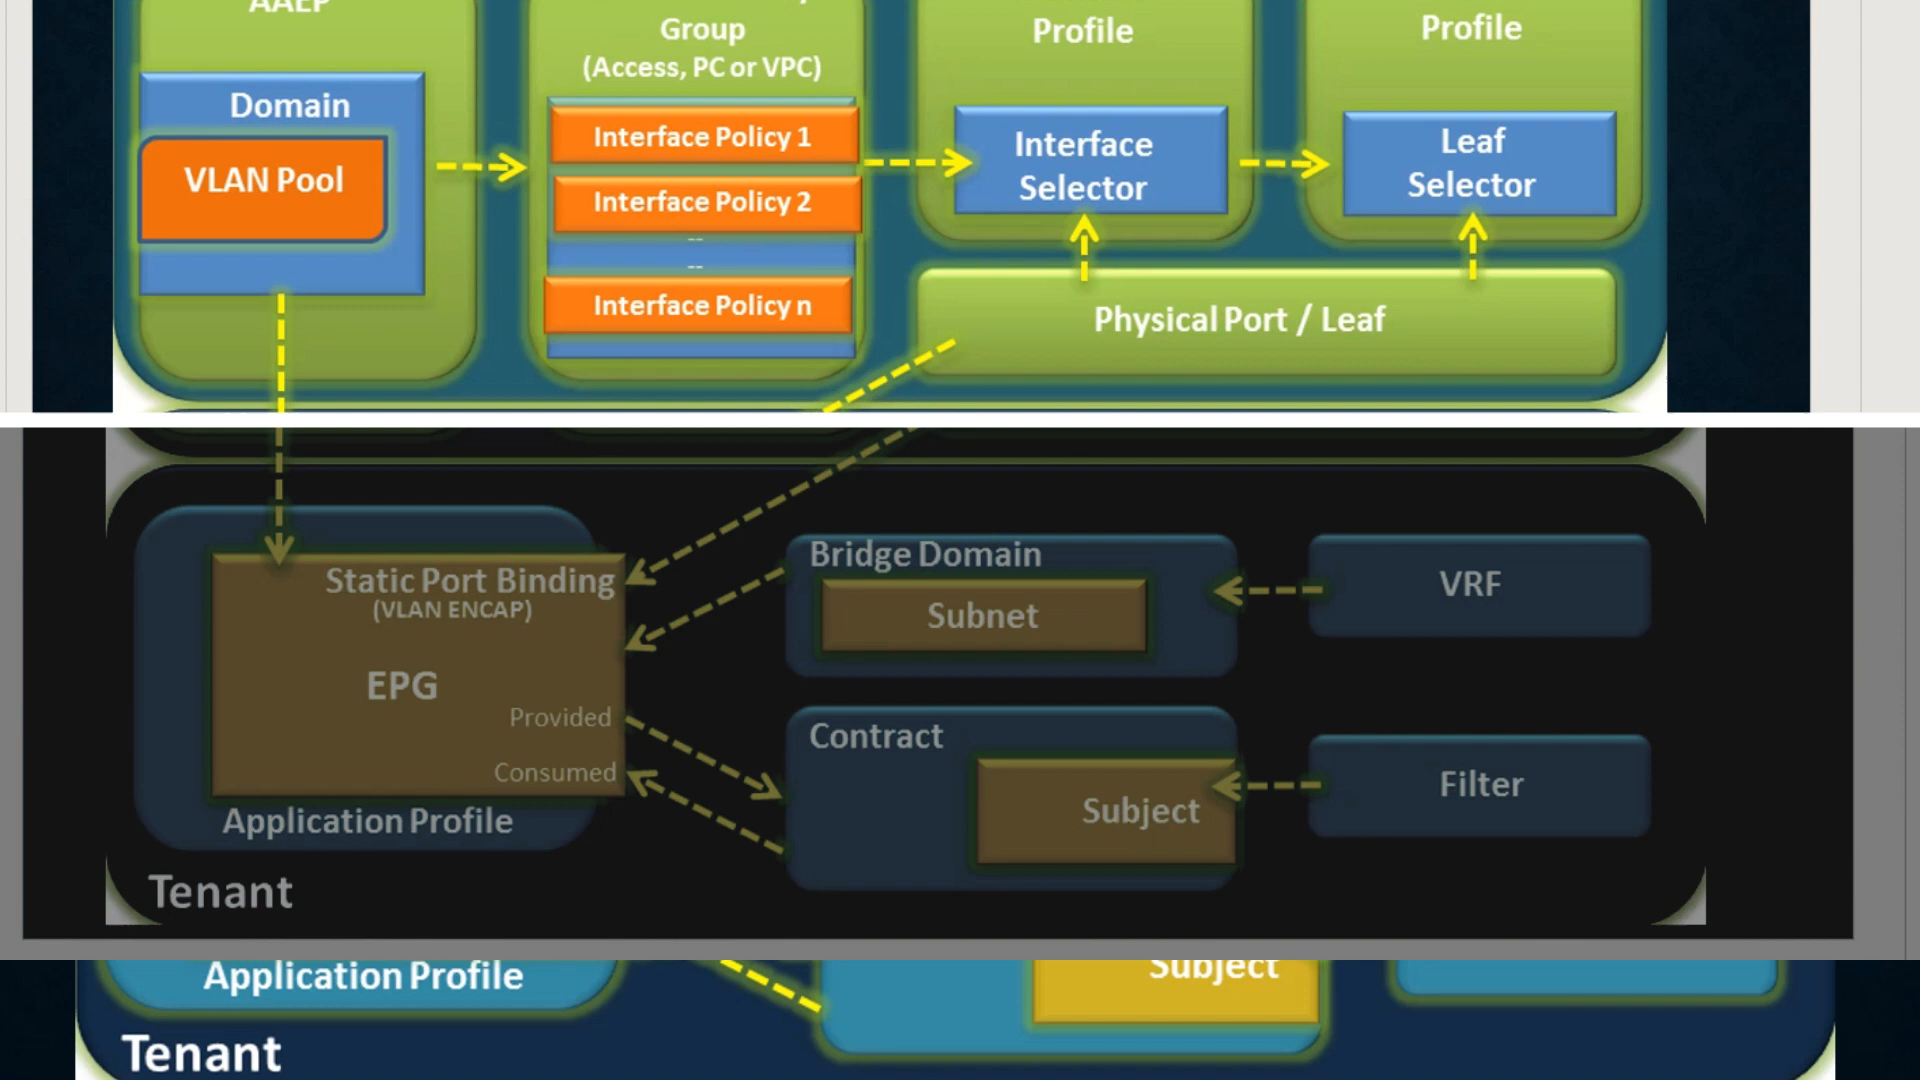 AAEP
Group
(Access, PC or VPC)
Profile
Profile
Domain
VLAN Pool
Interface Policy 1
Interface Policy 2
--
--
Interface Policy n
Interface
Selector
Leaf
Selector
Physical Port / Leaf
Static Port Binding
(VLAN ENCAP)
EPG
Provided
Consumed
Application Profile
Bridge Domain
Subnet
VRF
Contract
Subject
Filter
Tenant
Application Profile
Subject
Tenant